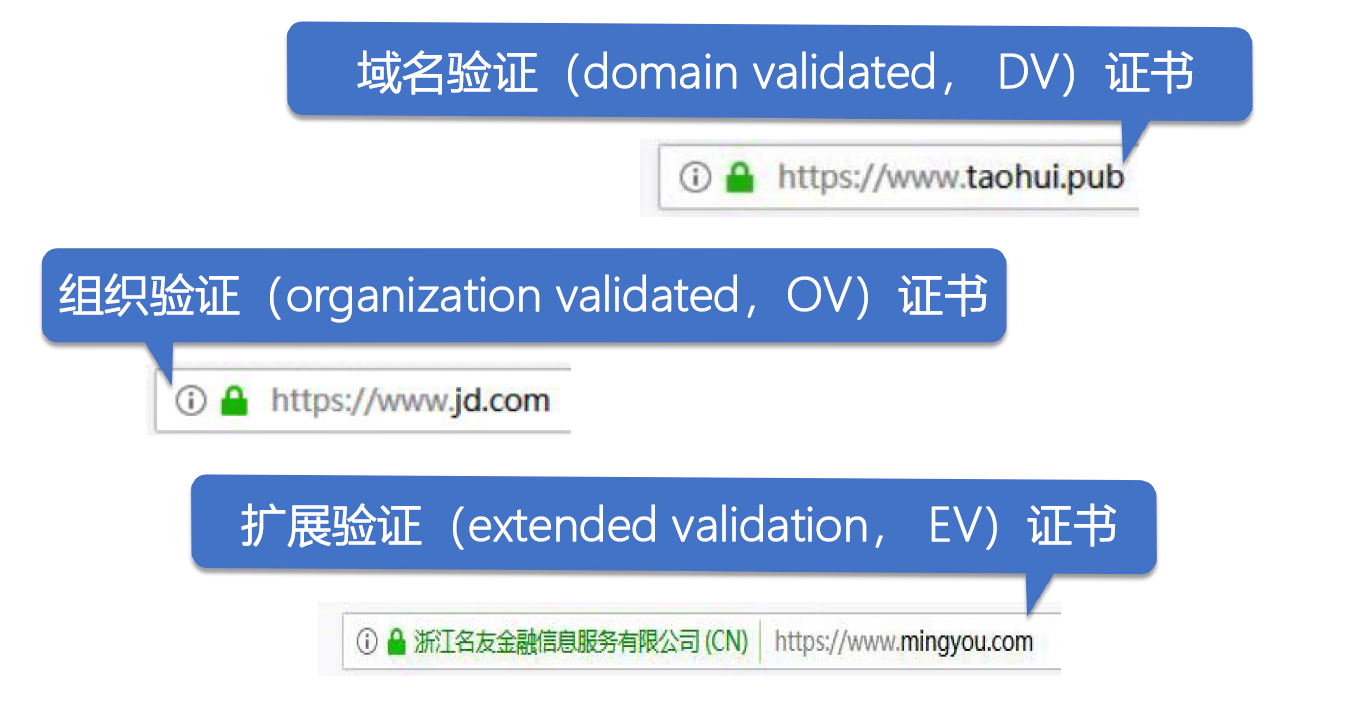 域名验证（domain validated， DV）证书
https://www.taohui.pub
组织验证（organization validated，OV）证书
https://www.jd.com
扩展验证（extended validation， EV）证书
浙江名友金融信息服务有限公司 (CN) https://www.mingyou.com